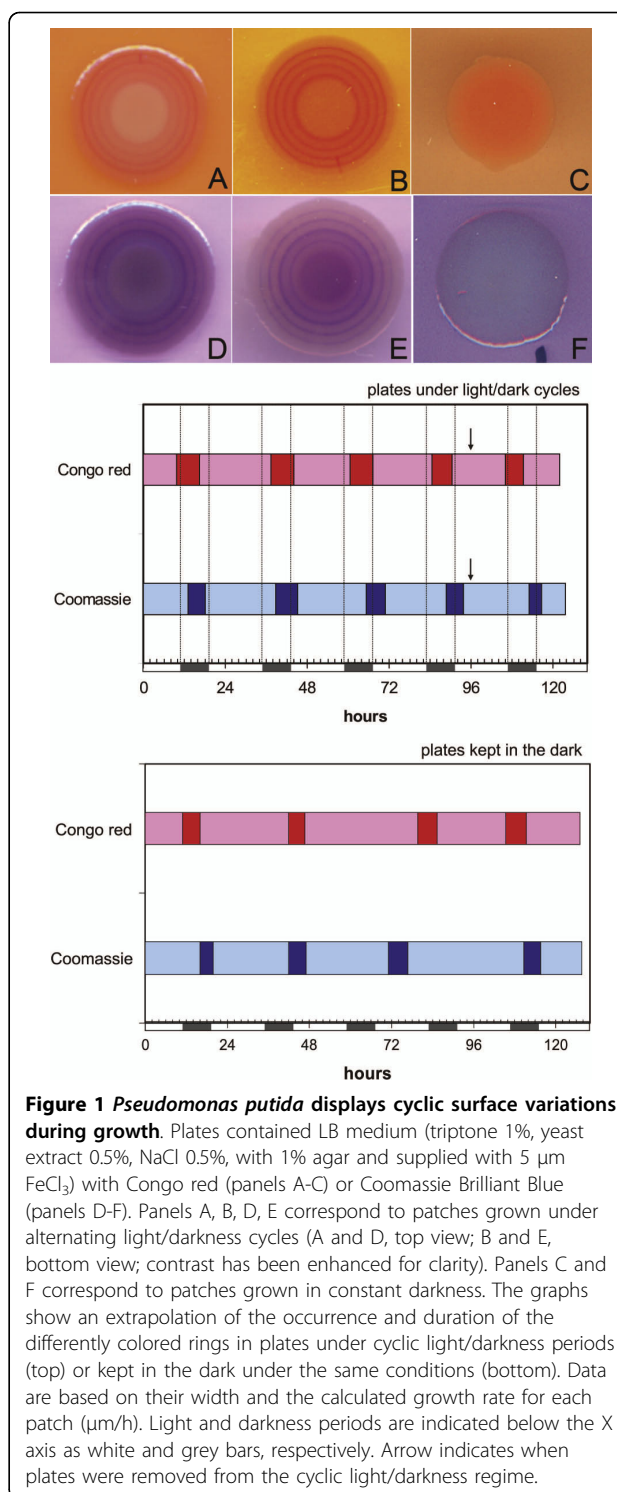 A
B
C
D
E
F
plates under light/dark cycles
Congo red
Coomassie
0 24 48 72 96 120
hours
plates kept in the dark
Congo red
Coomassie
0 24 48 72 96 120
hours
Figure 1 Pseudomonas putida displays cyclic surface variations
during growth. Plates contained LB medium (triptone 1%, yeast
extract 0.5%, NaCl 0.5%, with 1% agar and supplied with 5 μm
FeCl₃) with Congo red (panels A-C) or Coomassie Brilliant Blue
(panels D-F). Panels A, B, D, E correspond to patches grown under
alternating light/darkness cycles (A and D, top view; B and E,
bottom view; contrast has been enhanced for clarity). Panels C and
F correspond to patches grown in constant darkness. The graphs
show an extrapolation of the occurrence and duration of the
differently colored rings in plates under cyclic light/darkness periods
(top) or kept in the dark under the same conditions (bottom). Data
are based on their width and the calculated growth rate for each
patch (μm/h). Light and darkness periods are indicated below the X
axis as white and grey bars, respectively. Arrow indicates when
plates were removed from the cyclic light/darkness regime.